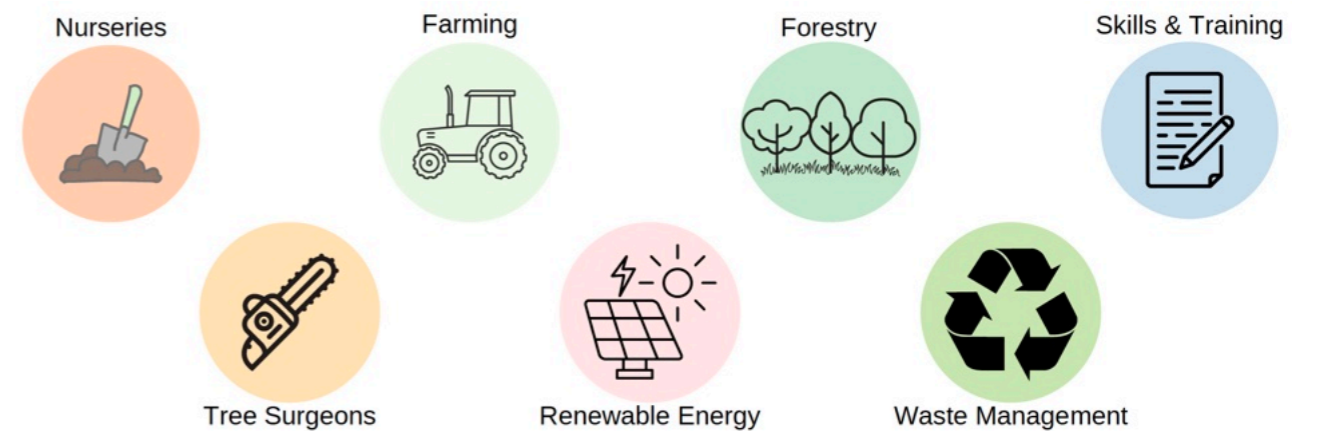 Nurseries
Farming
Forestry
Skills & Training
Tree Surgeons
Renewable Energy
Waste Management